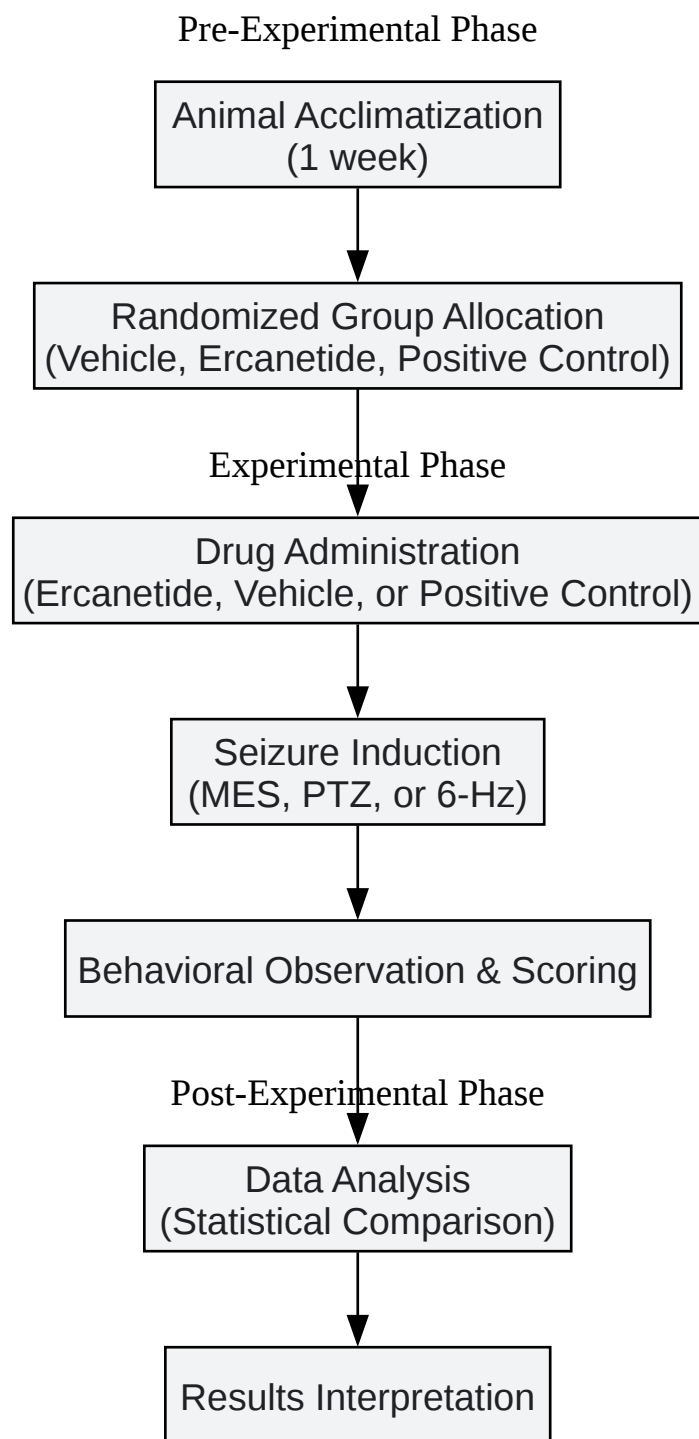 Pre-Experimental Phase
Animal Acclimatization
(1 week)
Randomized Group Allocation
(Vehicle, Ercanetide, Positive Control)
Experimental Phase
Drug Administration
(Ercanetide, Vehicle, or Positive Control)
Seizure Induction
(MES, PTZ, or 6-Hz)
Behavioral Observation & Scoring
Post-Experimental Phase
Data Analysis
(Statistical Comparison)
Results Interpretation